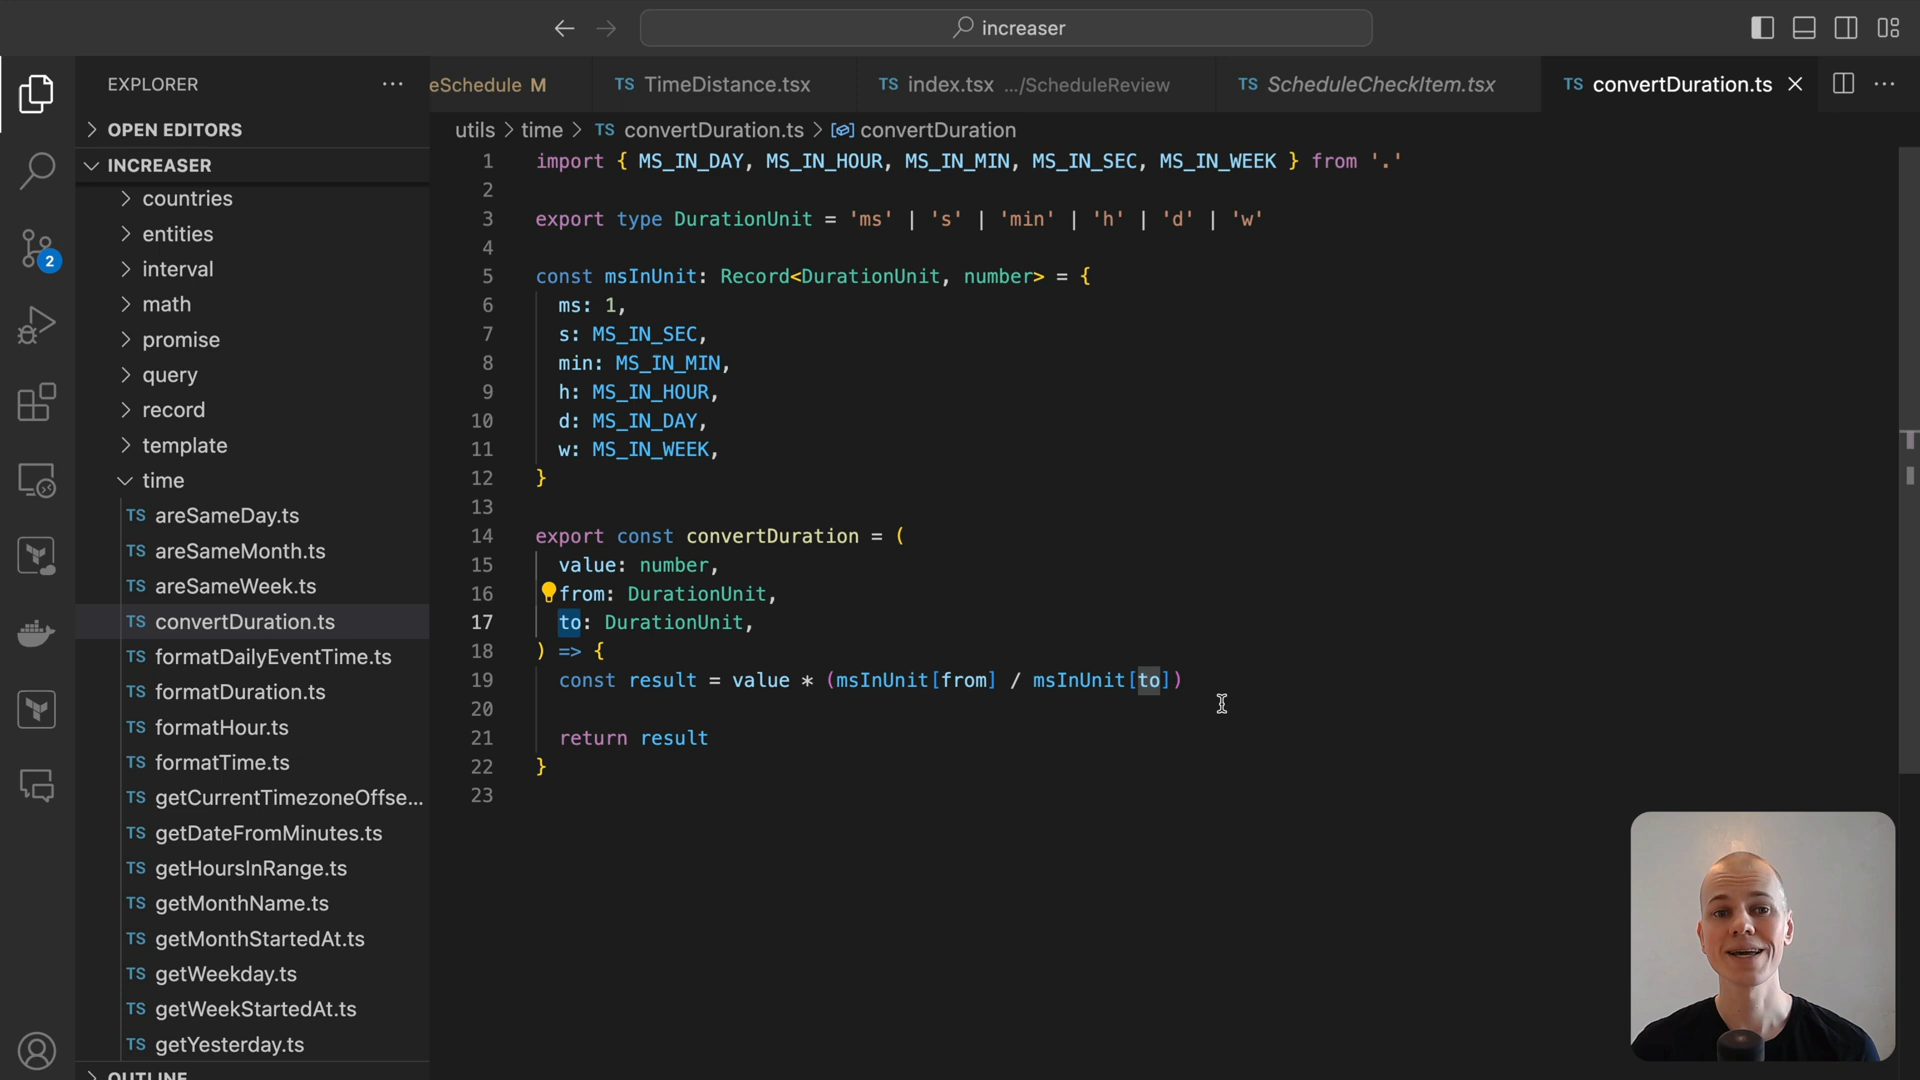 increaser
EXPLORER
OPEN EDITORS
INCREASER
countries
entities
interval
math
promise
query
record
template
time
TS areSameDay.ts
TS areSameMonth.ts
TS areSameWeek.ts
TS convertDuration.ts
TS formatDailyEventTime.ts
TS formatDuration.ts
TS formatHour.ts
TS formatTime.ts
TS getCurrentTimezoneOffse...
TS getDateFromMinutes.ts
TS getHoursInRange.ts
TS getMonthName.ts
TS getMonthStartedAt.ts
TS getWeekday.ts
TS getWeekStartedAt.ts
TS getYesterday.ts
OUTLINE
2
eSchedule M
TS TimeDistance.tsx
TS index.tsx .../ScheduleReview
TS ScheduleCheckItem.tsx
TS convertDuration.ts
utils > time > TS convertDuration.ts > convertDuration
1 import { MS_IN_DAY, MS_IN_HOUR, MS_IN_MIN, MS_IN_SEC, MS_IN_WEEK } from '.'
2
3 export type DurationUnit = 'ms' | 's' | 'min' | 'h' | 'd' | 'w'
4
5 const msInUnit: Record<DurationUnit, number> = {
6 ms: 1,
7 s: MS_IN_SEC,
8 min: MS_IN_MIN,
9 h: MS_IN_HOUR,
10 d: MS_IN_DAY,
11 w: MS_IN_WEEK,
12 }
13
14 export const convertDuration = (
15 value: number,
16 from: DurationUnit,
17 to: DurationUnit,
18 ) => {
19 const result = value * (msInUnit[from] / msInUnit[to])
20
21 return result
22 }
23